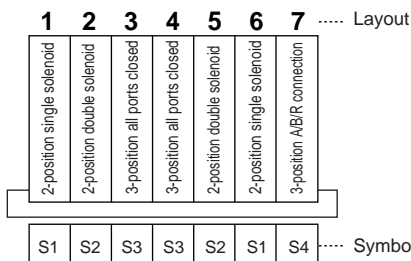 1 2 3 4 5 6 7 Layout
2-position single solenoid
2-position double solenoid
3-position all ports closed
3-position all ports closed
2-position double solenoid
2-position single solenoid
3-position A/B/R connection
S1 S2 S3 S3 S2 S1 S4 Symbo